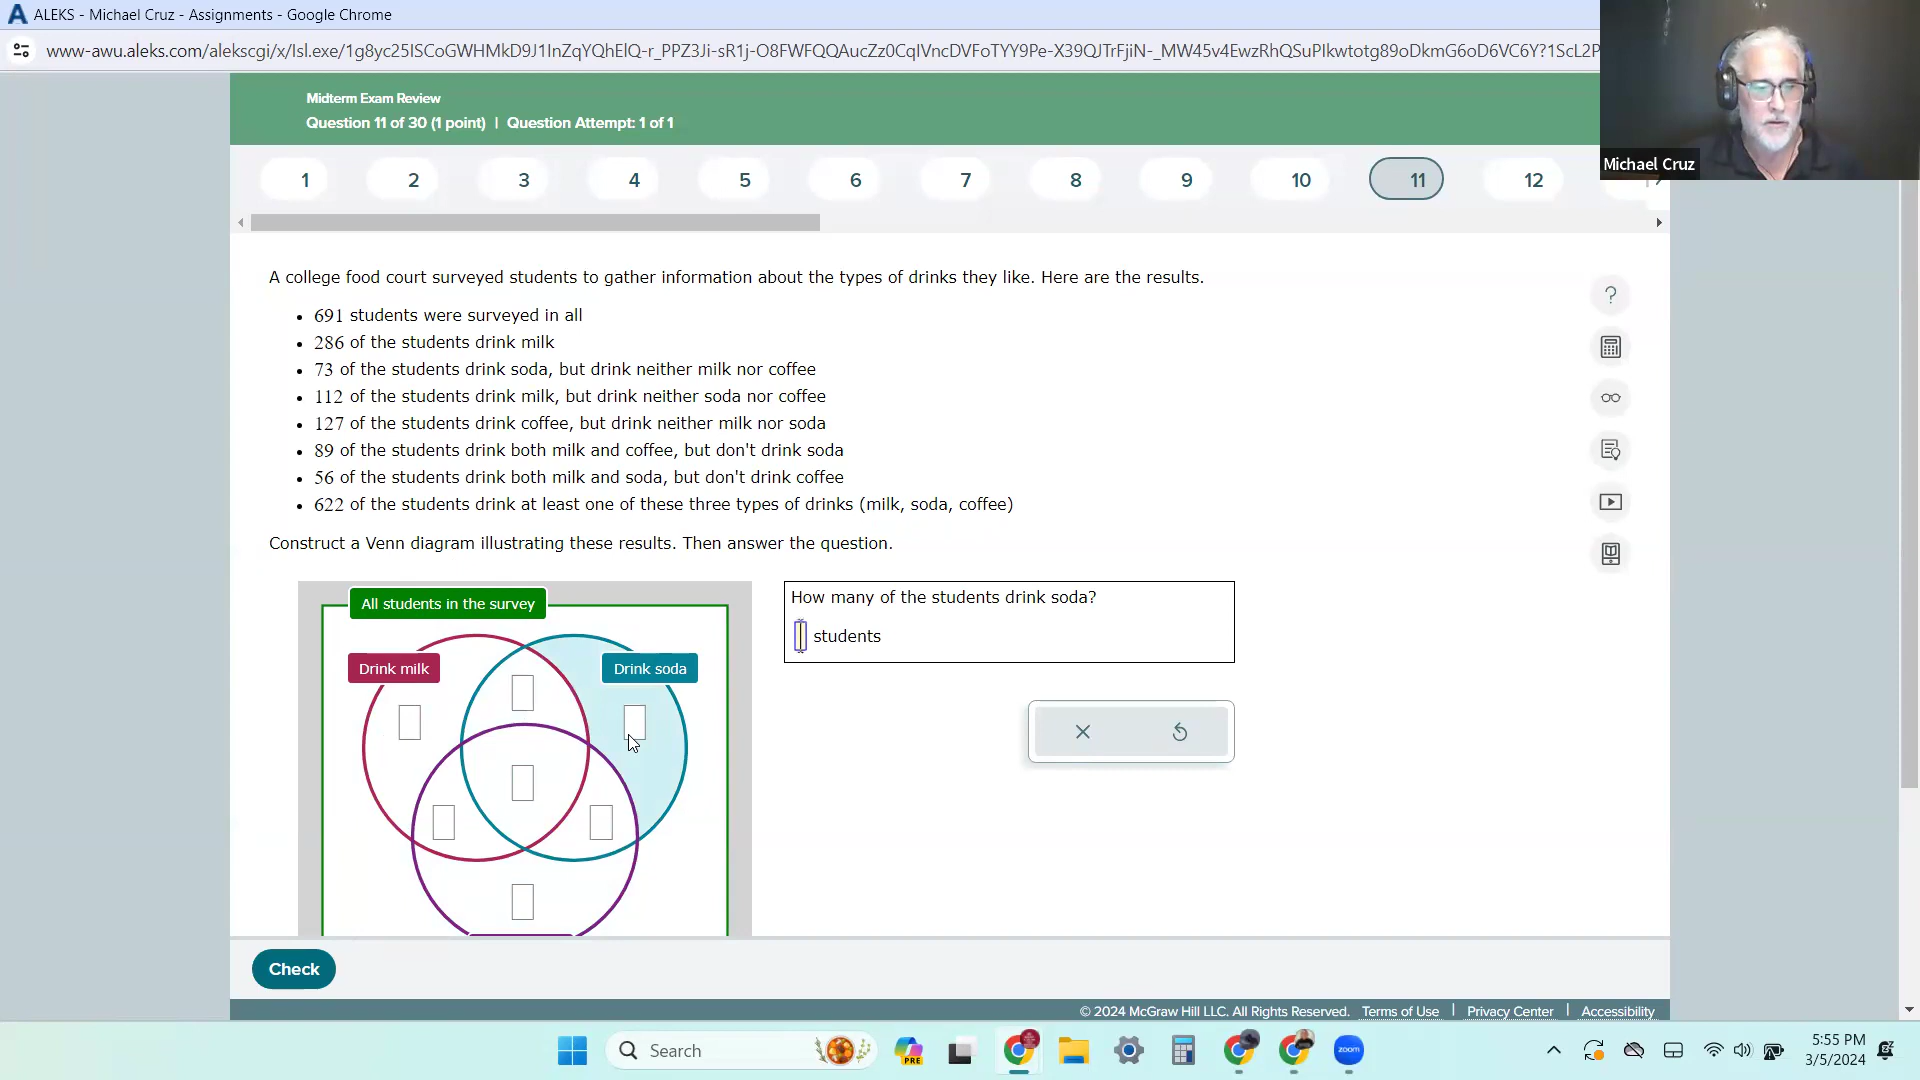 ALEKS - Michael Cruz - Assignments - Google Chrome
www-awu.aleks.com/alekscgi/x/Isl.exe/1g8yc25ISCoGWHMkD9J1InZqYQhElQ-r_PPZ3Ji-sR1j-O8FWFQQAucZz0CqIVncDVFoTYY9Pe-X39QJTrFjiN-_MW45v4EwzRhQSuPIkwtotg89oDkmG6oD6VC6Y?1ScL2P
Midterm Exam Review
Question 11 of 30 (1 point) | Question Attempt: 1 of 1
Michael Cruz
1 2 3 4 5 6 7 8 9 10 11 12
A college food court surveyed students to gather information about the types of drinks they like. Here are the results.
• 691 students were surveyed in all
• 286 of the students drink milk
• 73 of the students drink soda, but drink neither milk nor coffee
• 112 of the students drink milk, but drink neither soda nor coffee
• 127 of the students drink coffee, but drink neither milk nor soda
• 89 of the students drink both milk and coffee, but don't drink soda
• 56 of the students drink both milk and soda, but don't drink coffee
• 622 of the students drink at least one of these three types of drinks (milk, soda, coffee)
Construct a Venn diagram illustrating these results. Then answer the question.
All students in the survey
Drink milk
Drink soda
How many of the students drink soda?
students
Check
© 2024 McGraw Hill LLC. All Rights Reserved. Terms of Use | Privacy Center | Accessibility
Search
PRE
zoom
5:55 PM
3/5/2024